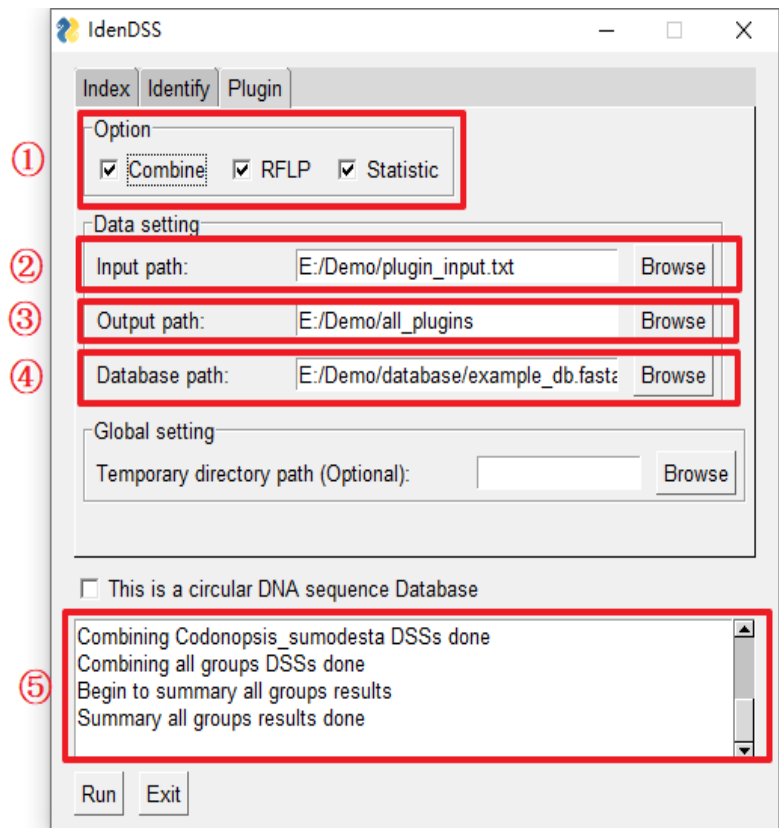 IdenDSS
Index Identify Plugin
Option
① Combine RFLP Statistic
Data setting
② Input path: E:/Demo/plugin_input.txt Browse
③ Output path: E:/Demo/all_plugins Browse
④ Database path: E:/Demo/database/example_db.fasta Browse
Global setting
Temporary directory path (Optional): Browse
This is a circular DNA sequence Database
Combining Codonopsis_sumodesta DSSs done
Combining all groups DSSs done
⑤ Begin to summary all groups results
Summary all groups results done
Run Exit